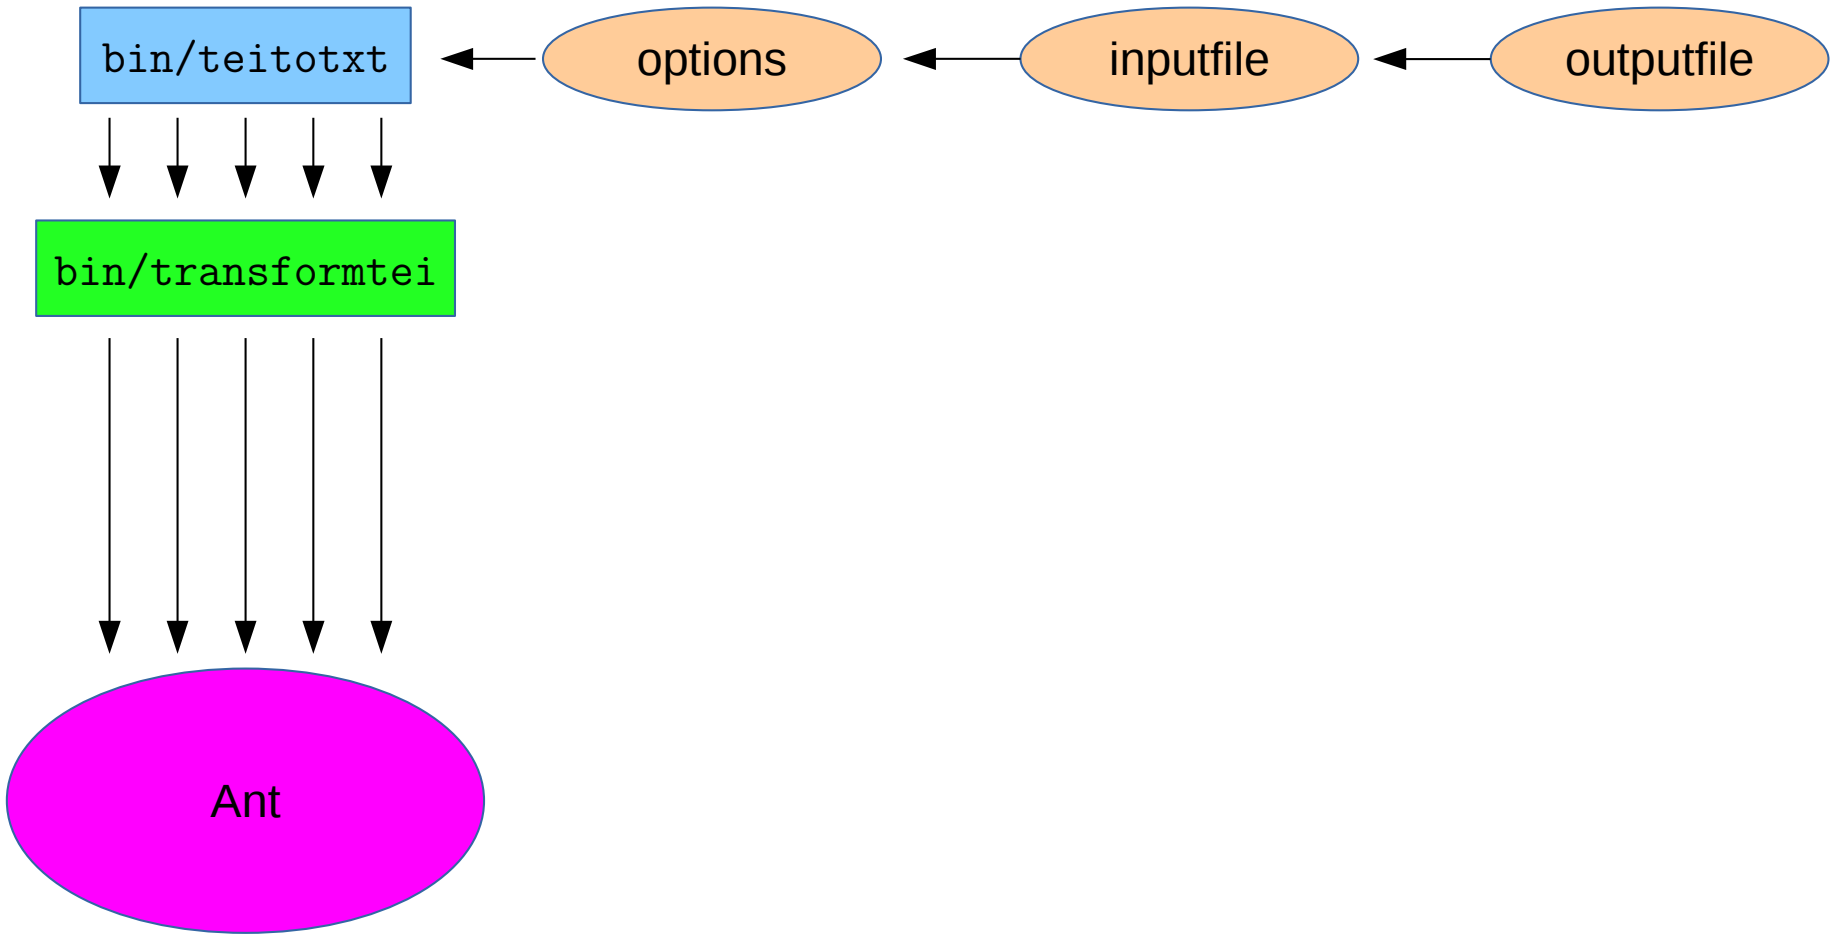 bin/teitotxt
options
inputfile
outputfile
bin/transformtei
Ant